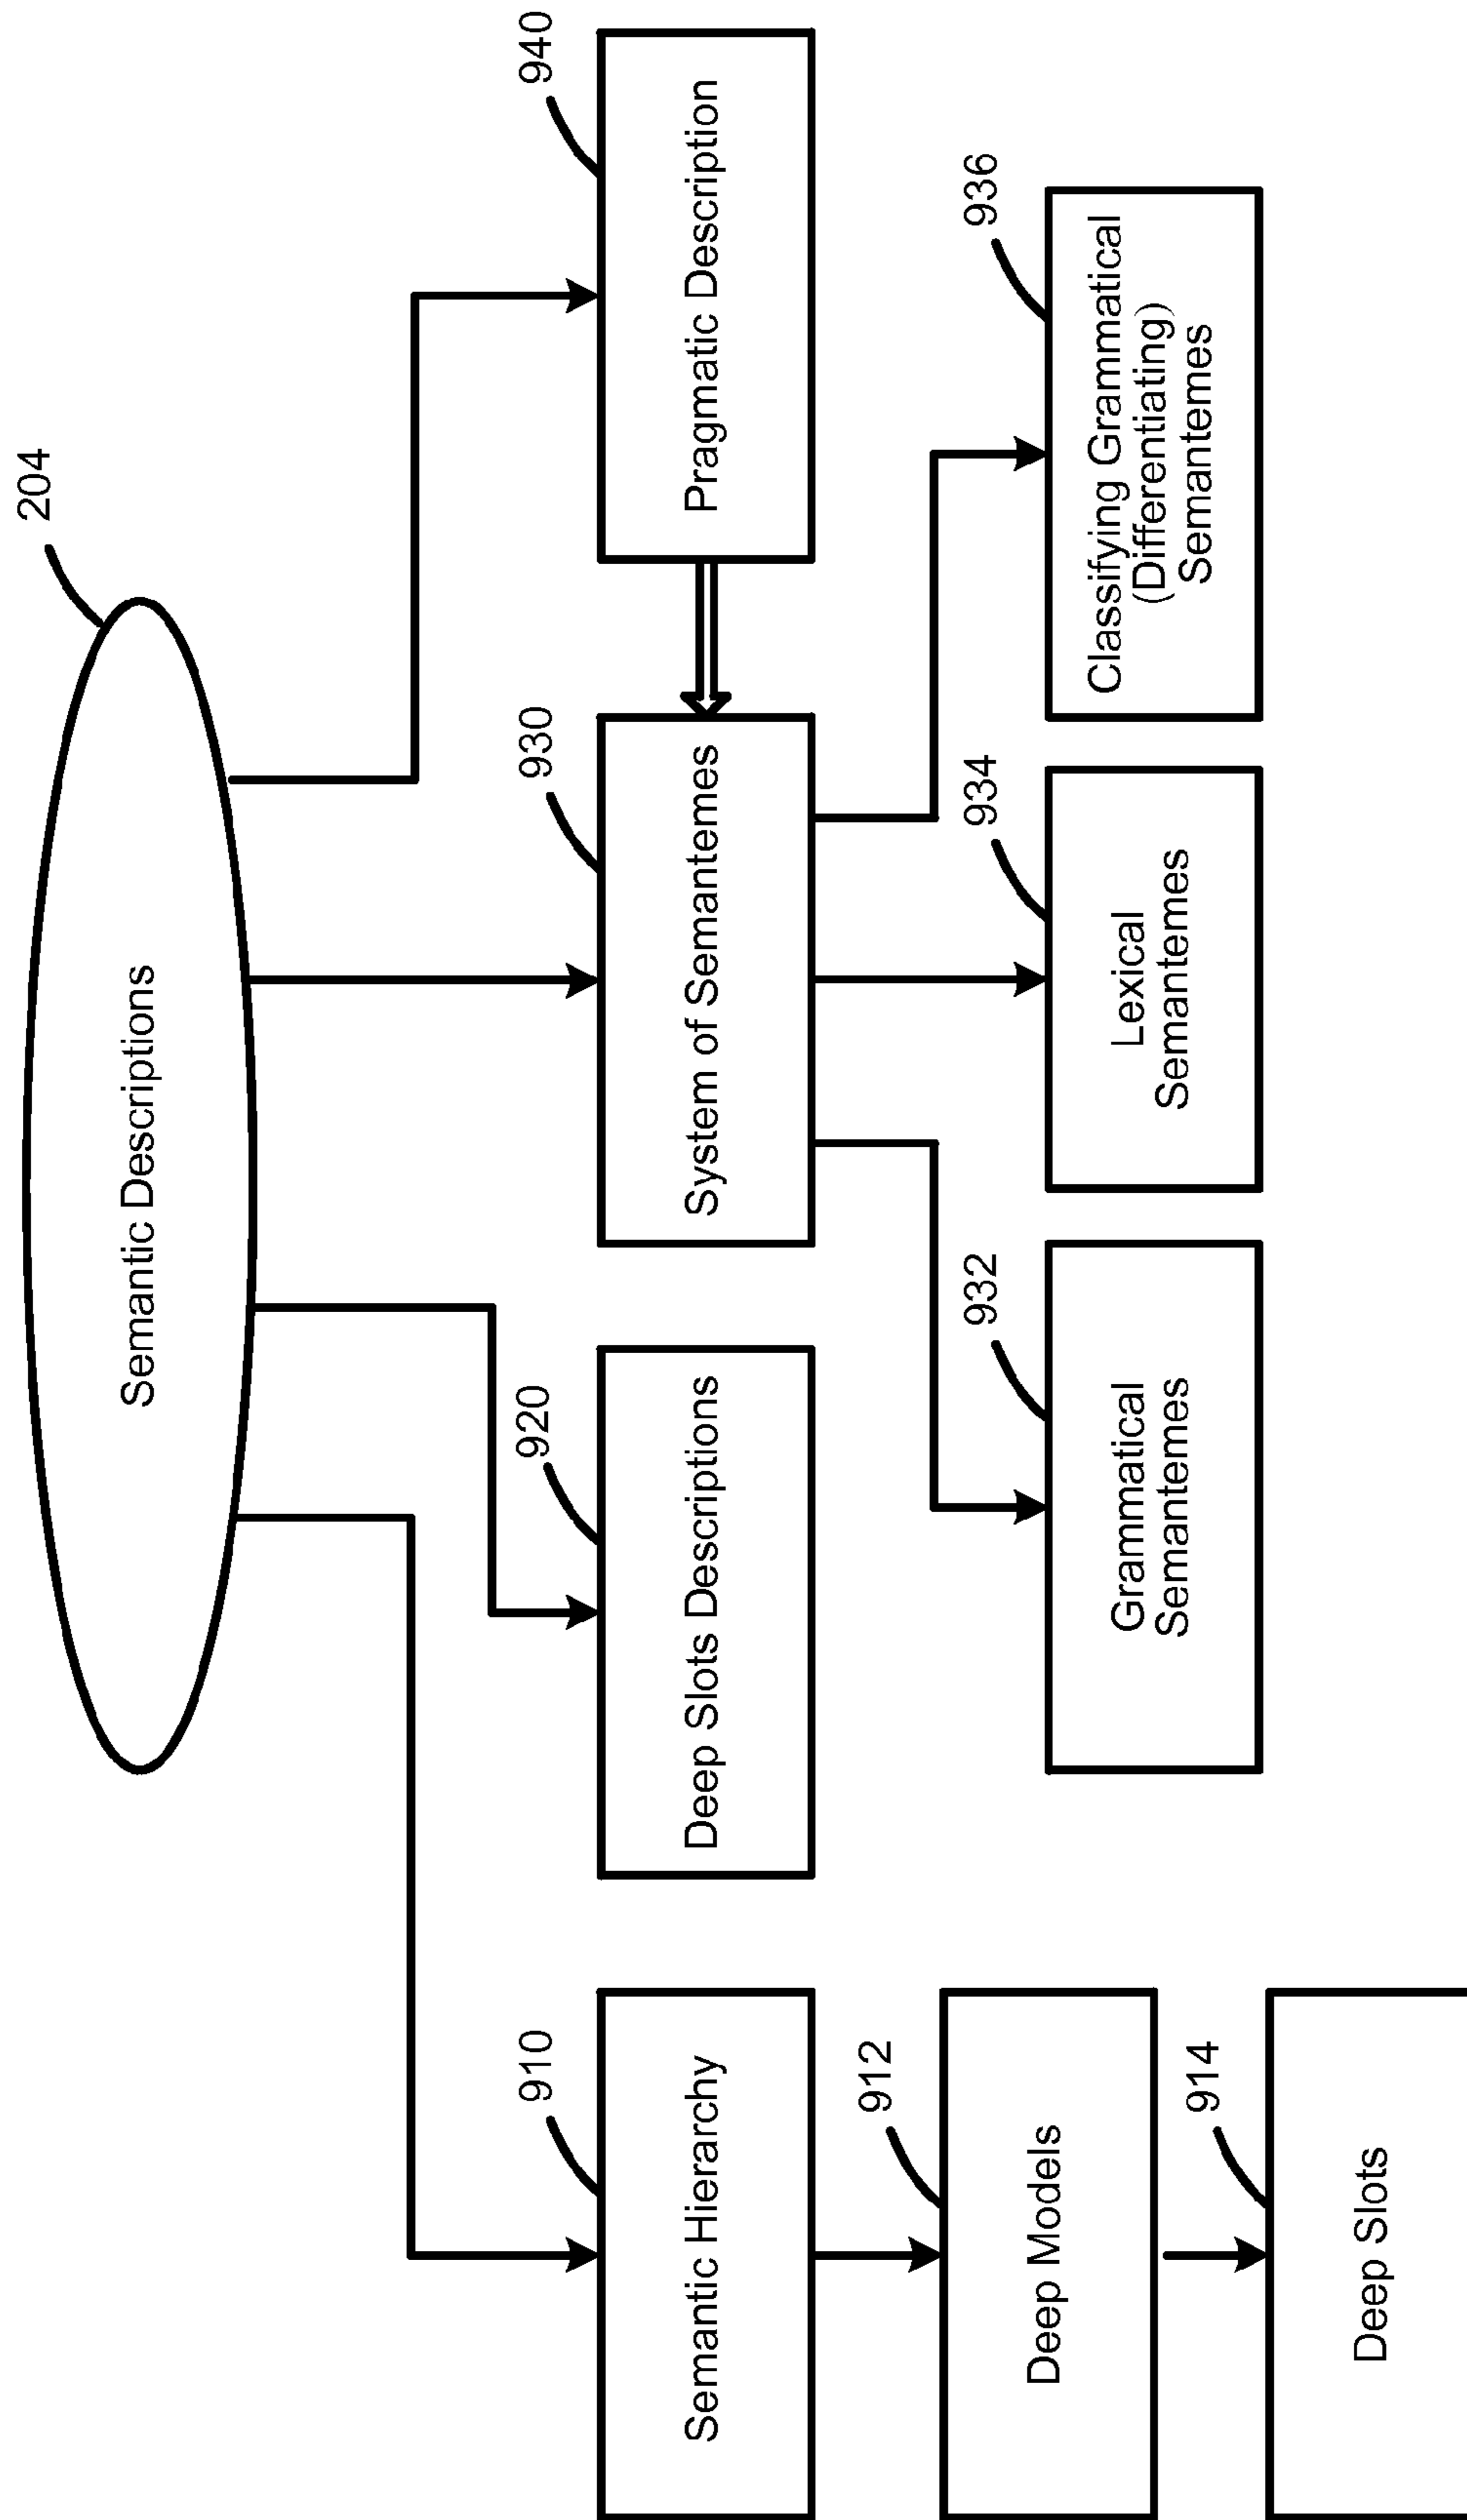 204
Semantic Descriptions
910
920
930
940
Semantic Hierarchy
Deep Slots Descriptions
System of Semantemes
Pragmatic Description
912
932
934
936
Deep Models
Grammatical
Semantemes
Lexical
Semantemes
Classifying Grammatical
(Differentiating)
Semantemes
914
Deep Slots